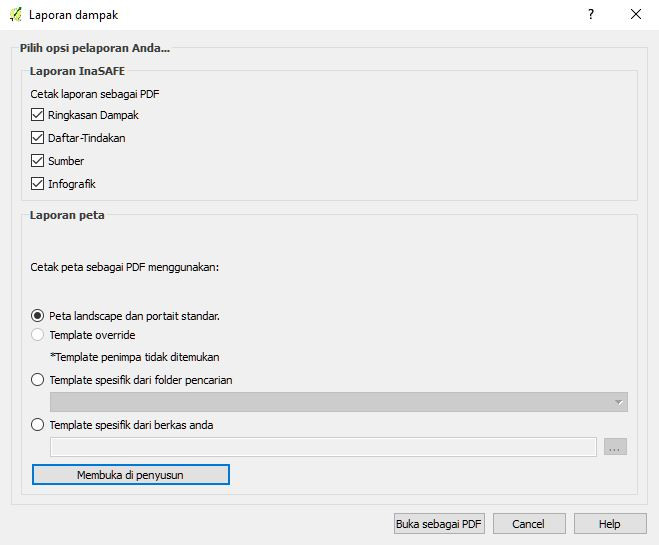 Laporan dampak
Pilih opsi pelaporan Anda...
Laporan InaSAFE
Cetak laporan sebagai PDF
Ringkasan Dampak
Daftar-Tindakan
Sumber
Infografik
Laporan peta
Cetak peta sebagai PDF menggunakan:
Peta landscape dan portait standar.
Template override
*Template penimpa tidak ditemukan
Template spesifik dari folder pencarian
Template spesifik dari berkas anda
...
Membuka di penyusun
Buka sebagai PDF
Cancel
Help